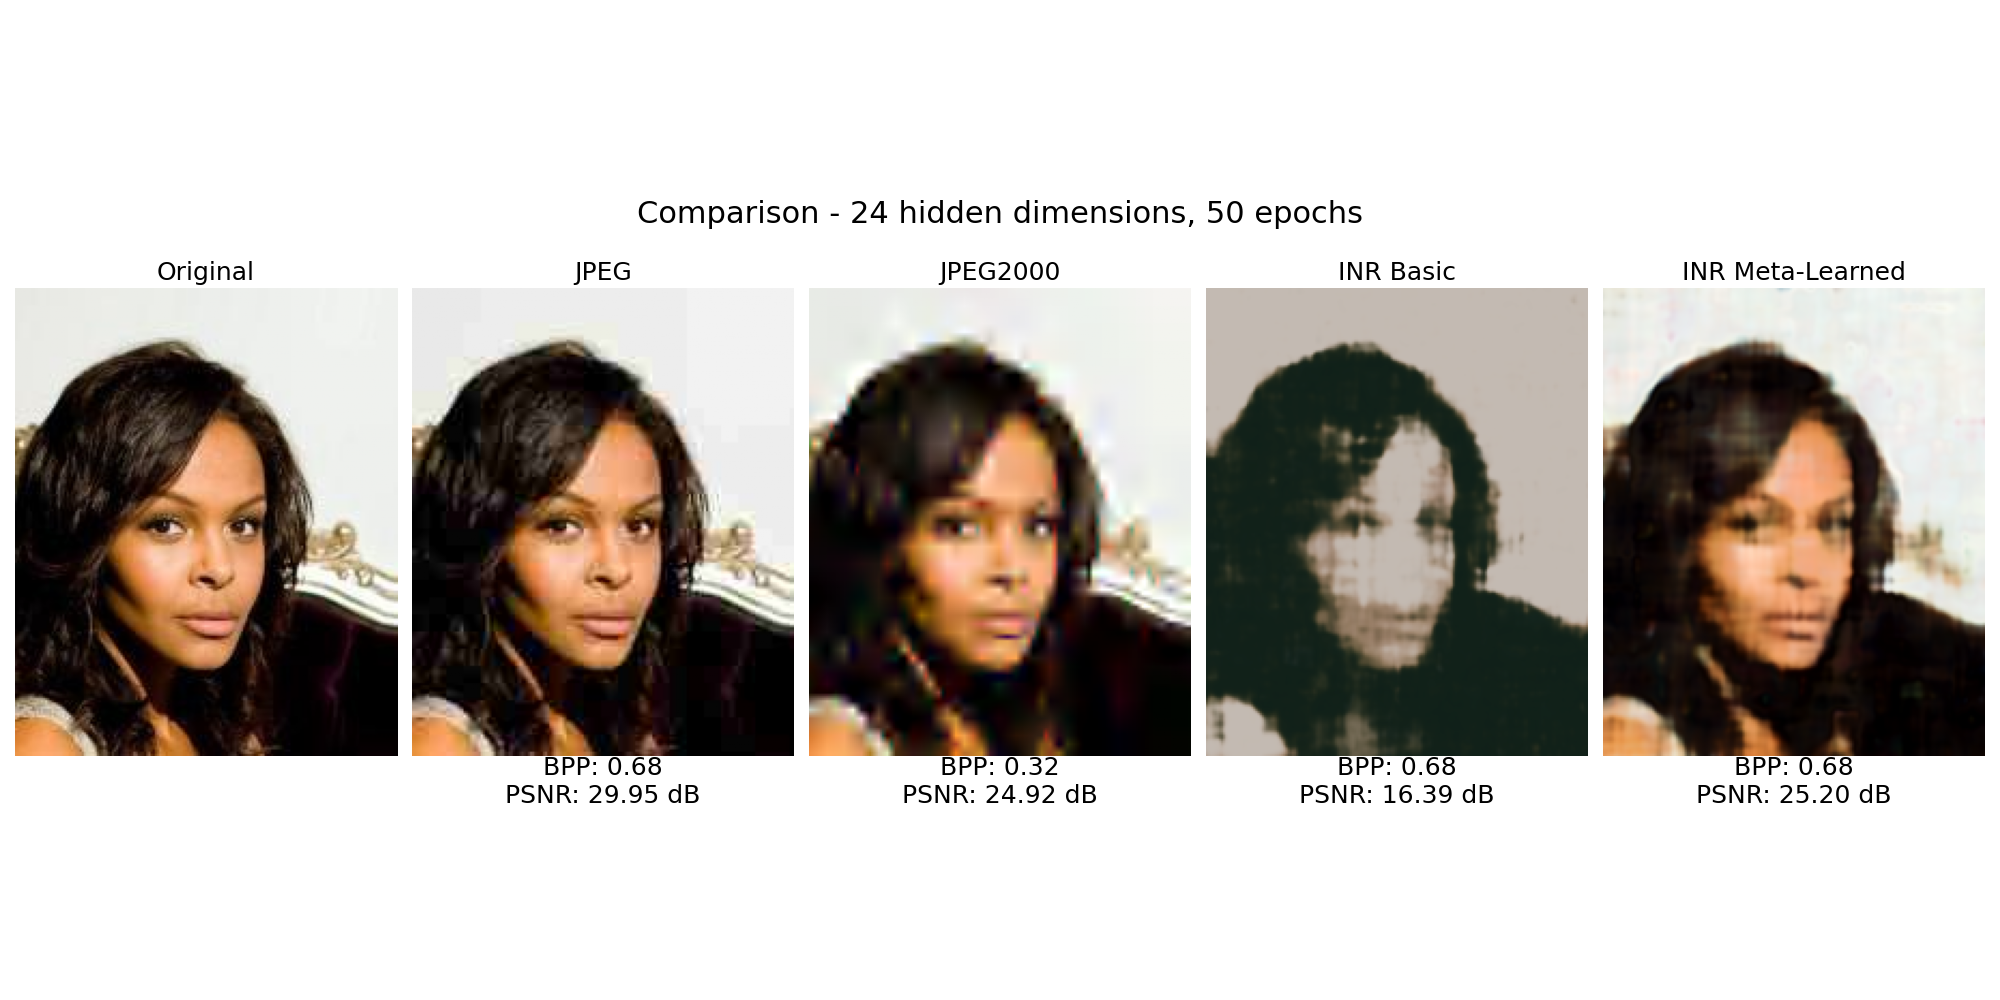 Comparison - 24 hidden dimensions, 50 epochs
Original
JPEG
JPEG2000
INR Basic
INR Meta-Learned
BPP: 0.68
PSNR: 29.95 dB
BPP: 0.32
PSNR: 24.92 dB
BPP: 0.68
PSNR: 16.39 dB
BPP: 0.68
PSNR: 25.20 dB